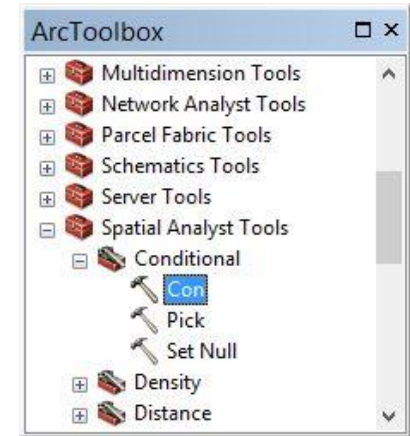 ArcToolbox
Multidimension Tools
Network Analyst Tools
Parcel Fabric Tools
Schematics Tools
Server Tools
Spatial Analyst Tools
Conditional
Con
Pick
Set Null
Density
Distance